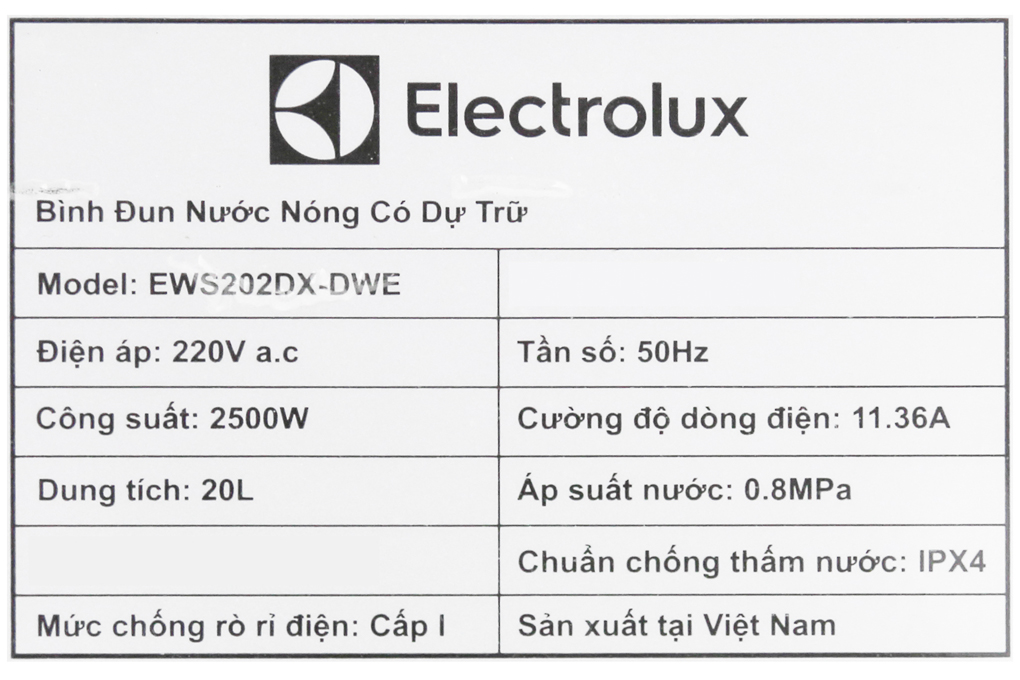 Electrolux
Bình Đun Nước Nóng Có Dự Trữ
Model: EWS202DX-DWE
Điện áp: 220V a.c
Tần số: 50Hz
Công suất: 2500W
Cường độ dòng điện: 11.36A
Dung tích: 20L
Áp suất nước: 0.8MPa
Chuẩn chống thấm nước: IPX4
Mức chống rò rỉ điện: Cấp I
Sản xuất tại Việt Nam